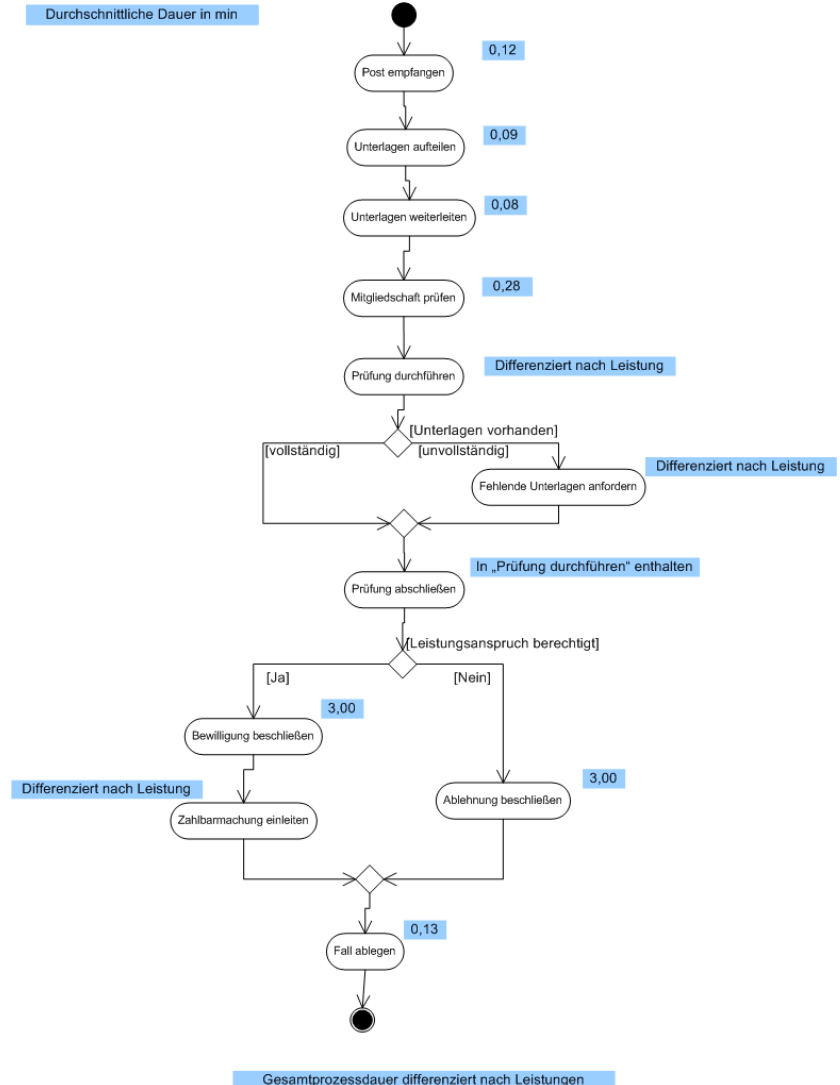 Durchschnittliche Dauer in min
0,12
Post empfangen
0,09
Unterlagen aufteilen
0,08
Unterlagen weiterleiten
0,28
Mitgliedschaft prüfen
Differenziert nach Leistung
Prüfung durchführen
[Unterlagen vorhanden]
[vollständig]
[unvollständig]
Differenziert nach Leistung
Fehlende Unterlagen anfordern
In „Prüfung durchführen“ enthalten
Prüfung abschließen
[Leistungsanspruch berechtigt]
[Ja]
[Nein]
3,00
Bewilligung beschließen
3,00
Differenziert nach Leistung
Ablehnung beschließen
Zahlbarmachung einleiten
0,13
Fall ablegen
Gesamtprozessdauer differenziert nach Leistungen